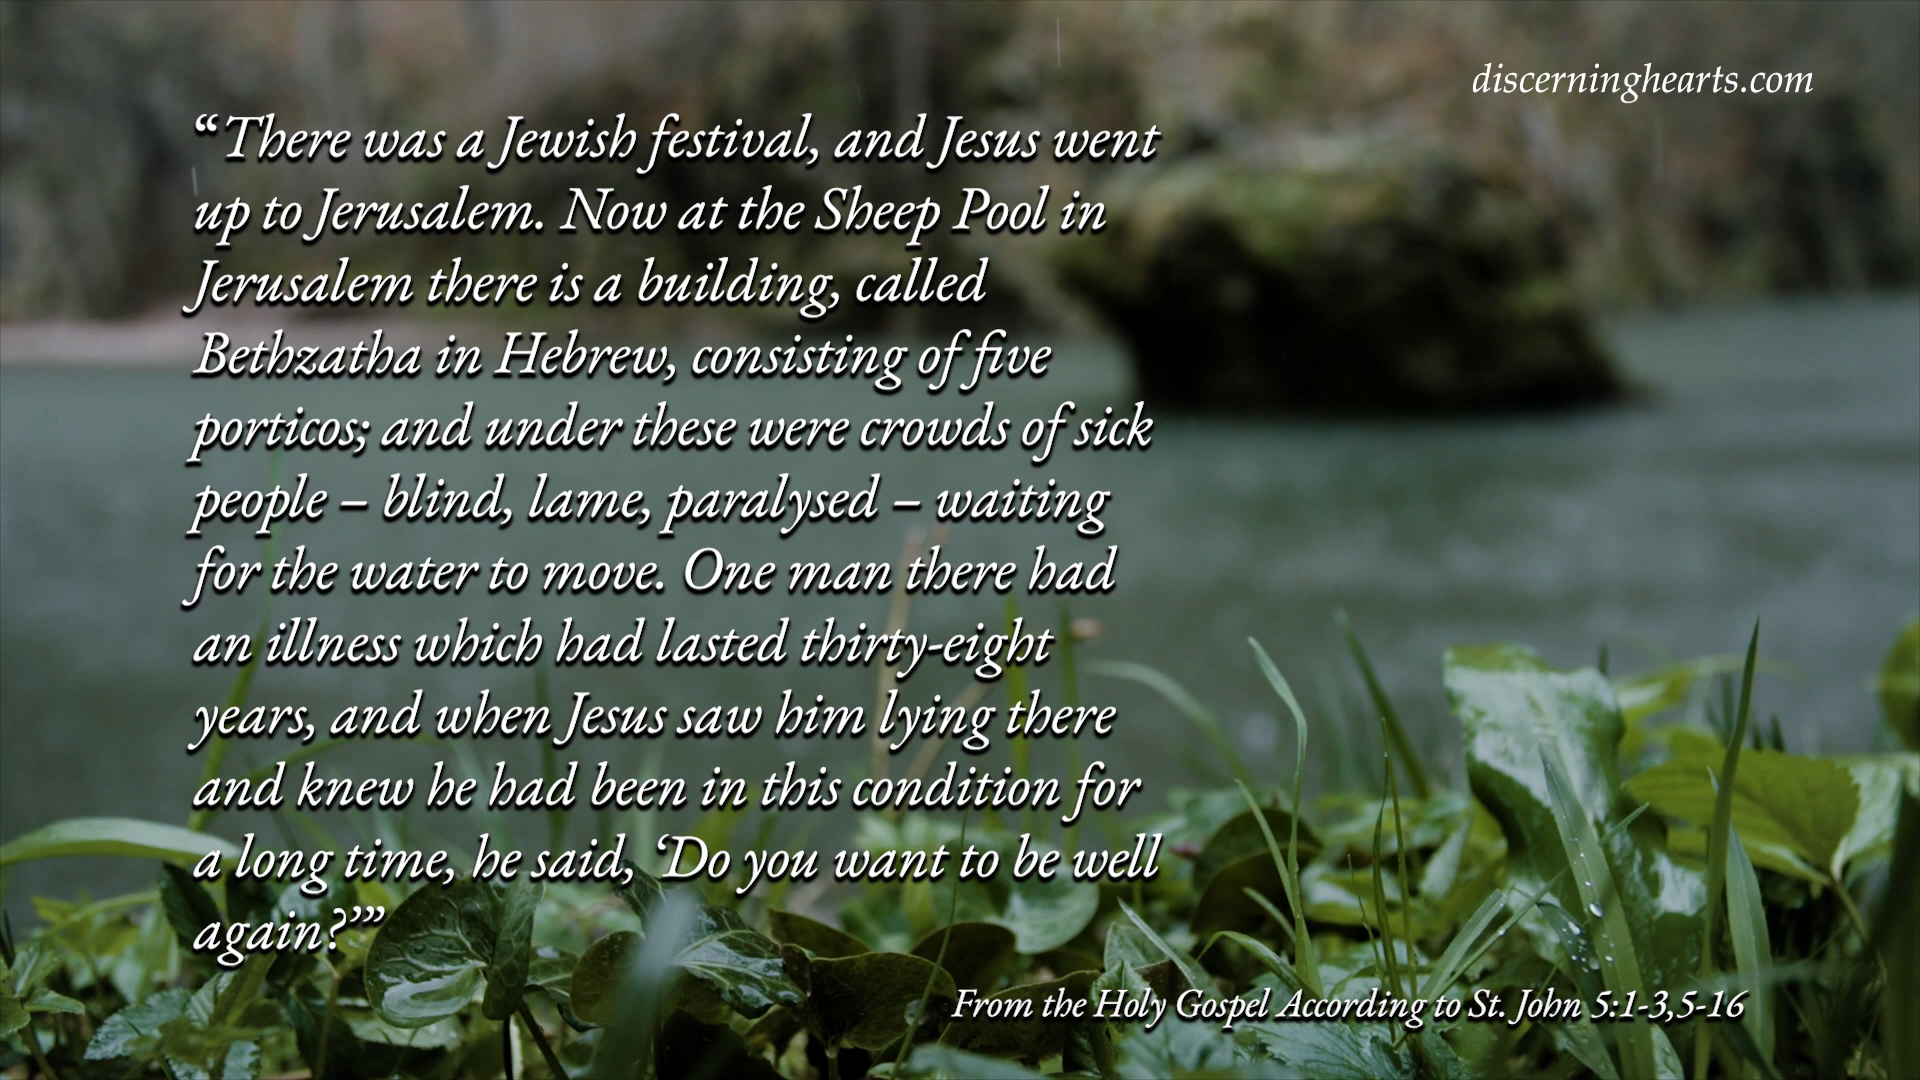 discerninghearts.com
“There was a Jewish festival, and Jesus went
up to Jerusalem. Now at the Sheep Pool in
Jerusalem there is a building, called
Bethzatha in Hebrew, consisting of five
porticos; and under these were crowds of sick
people – blind, lame, paralysed – waiting
for the water to move. One man there had
an illness which had lasted thirty-eight
years, and when Jesus saw him lying there
and knew he had been in this condition for
a long time, he said, ‘Do you want to be well
again?’”
From the Holy Gospel According to St. John 5:1-3,5-16